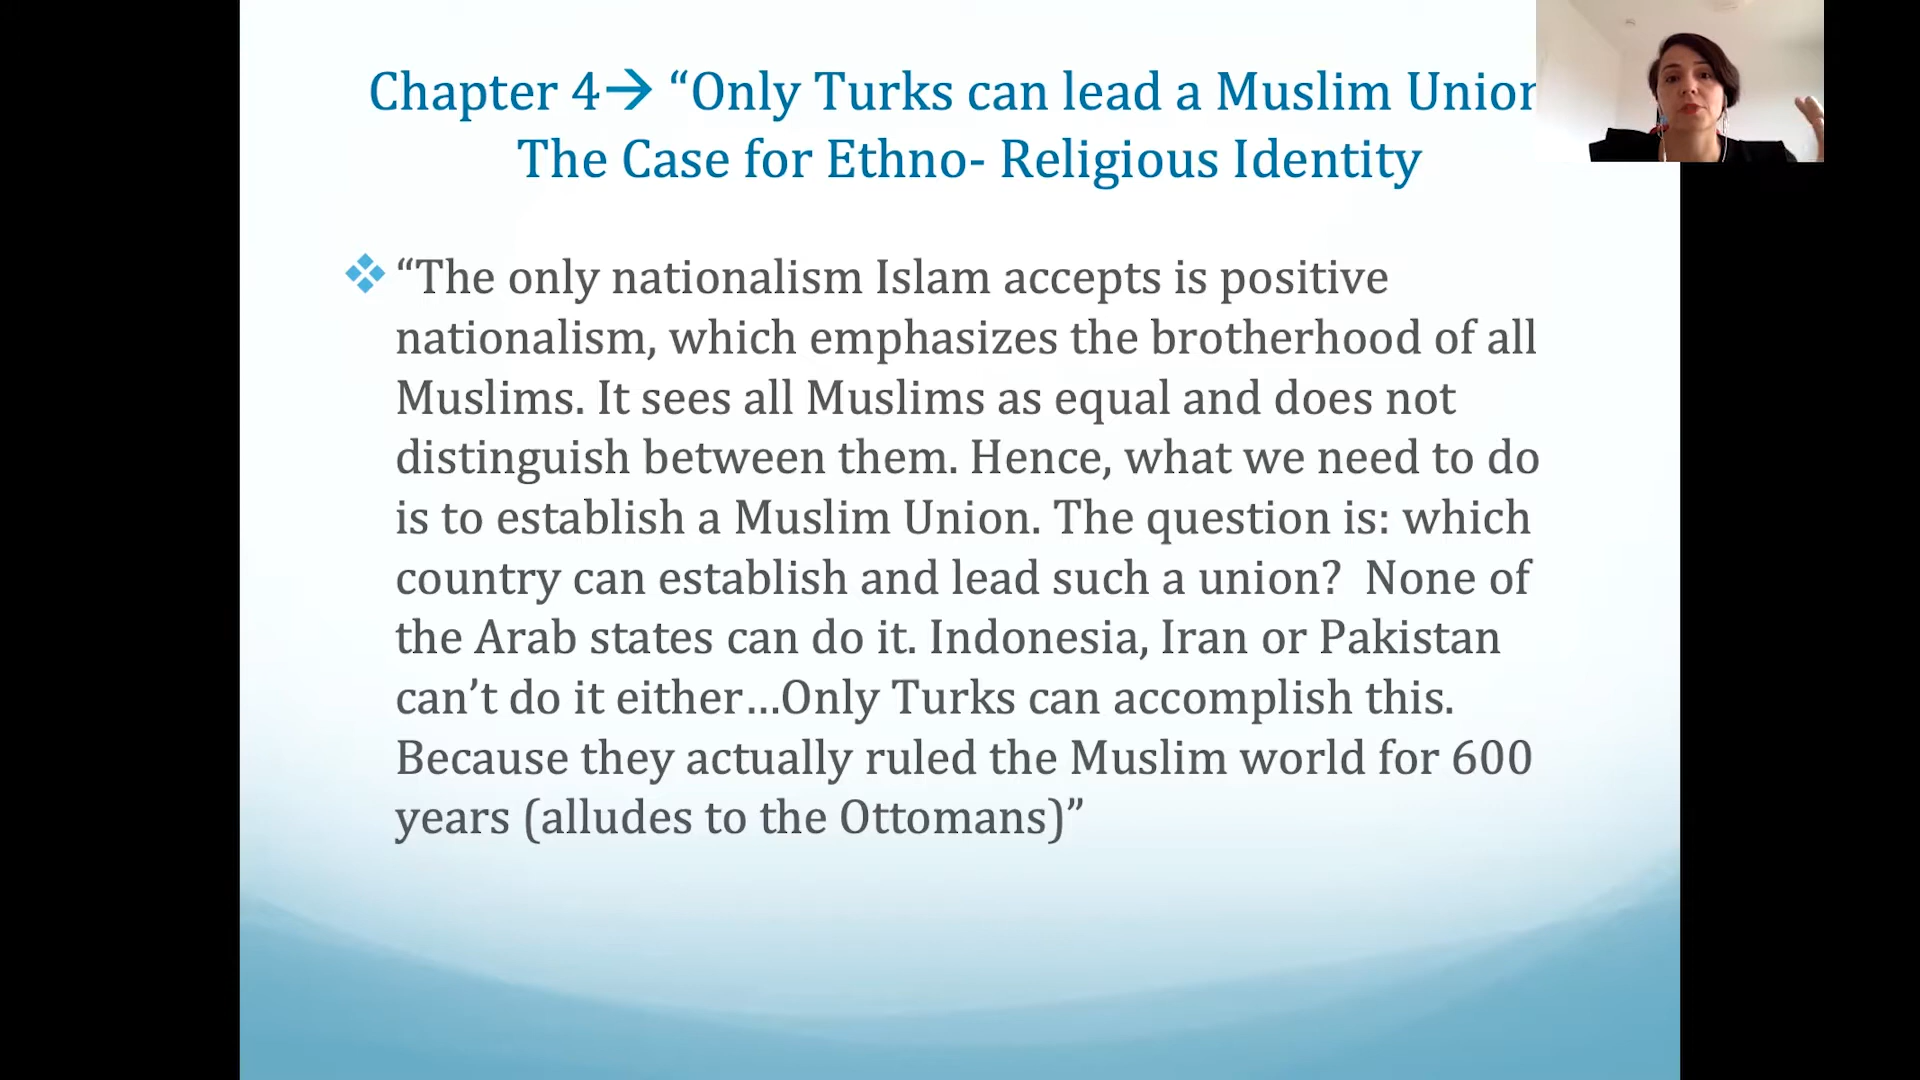 Chapter 4→ “Only Turks can lead a Muslim Union
The Case for Ethno- Religious Identity
“The only nationalism Islam accepts is positive
nationalism, which emphasizes the brotherhood of all
Muslims. It sees all Muslims as equal and does not
distinguish between them. Hence, what we need to do
is to establish a Muslim Union. The question is: which
country can establish and lead such a union?  None of
the Arab states can do it. Indonesia, Iran or Pakistan
can’t do it either…Only Turks can accomplish this.
Because they actually ruled the Muslim world for 600
years (alludes to the Ottomans)”